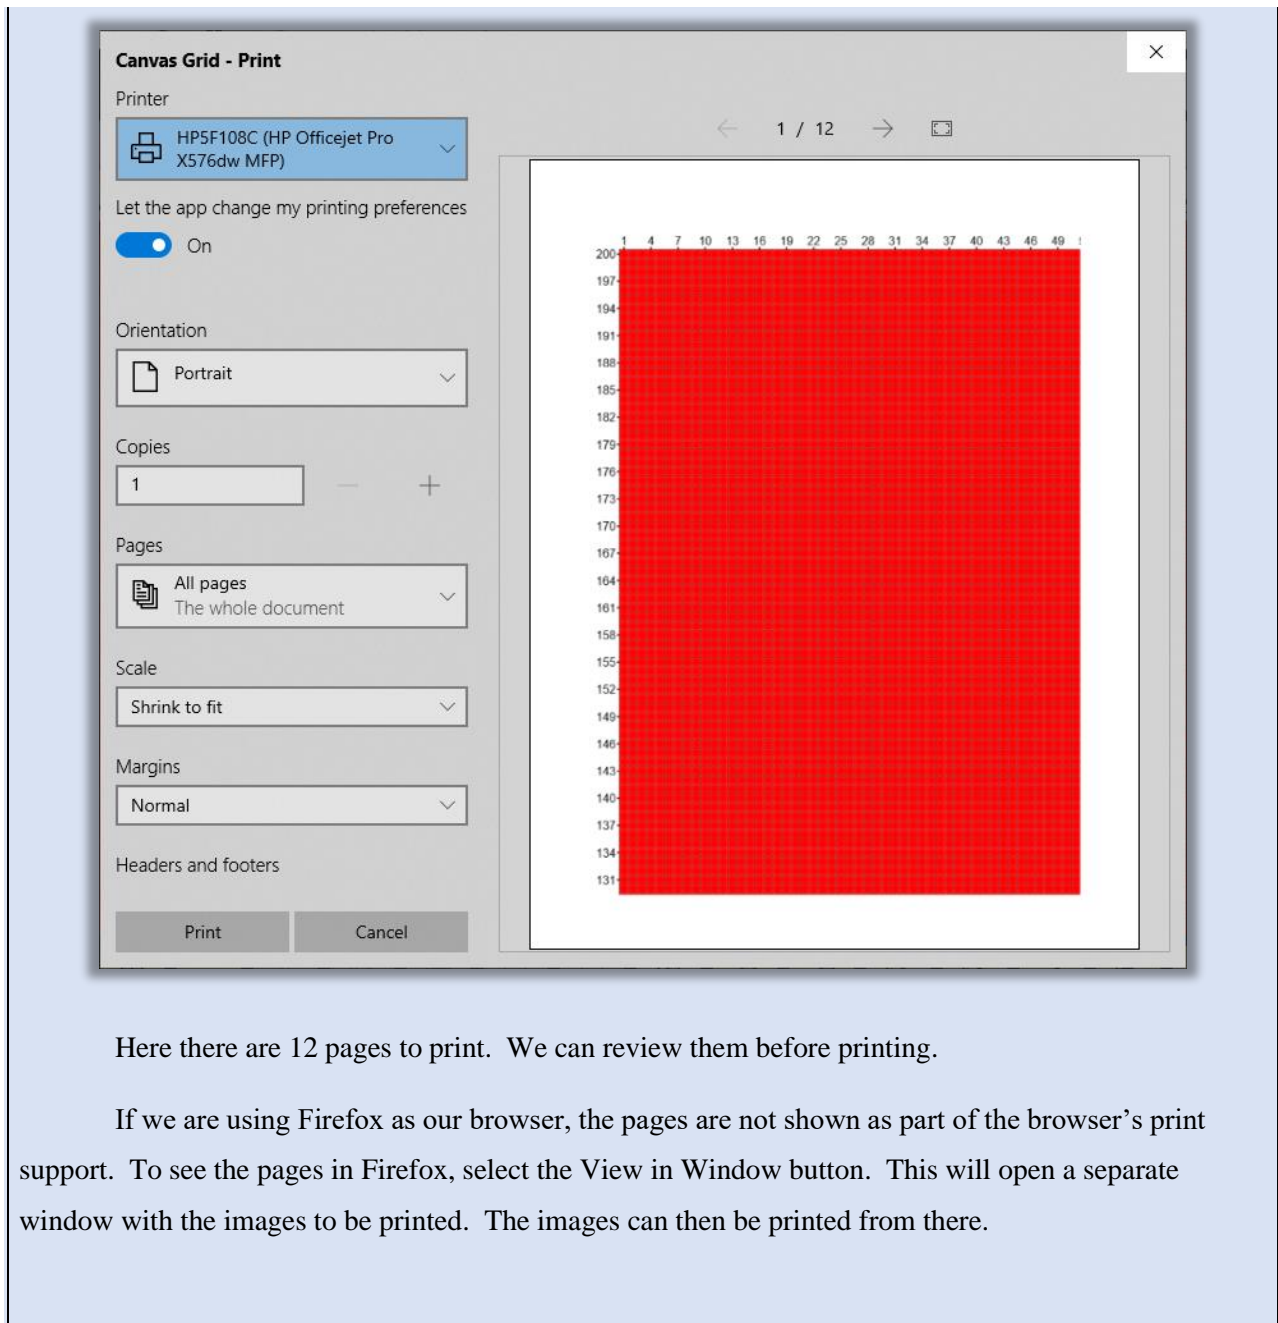 Canvas Grid - Print
Printer
HP5F108C (HP Officejet Pro
X576dw MFP)
Let the app change my printing preferences
On
Orientation
Portrait
Copies
1
Pages
All pages
The whole document
Scale
Shrink to fit
Margins
Normal
Headers and footers
Print Cancel
1 / 12
1 4 7 10 13 16 19 22 25 28 31 34 37 40 43 46 49
200
197
194
191
188
185
182
179
176
173
170
167
164
161
158
155
152
149
146
143
140
137
134
131
Here there are 12 pages to print. We can review them before printing.
If we are using Firefox as our browser, the pages are not shown as part of the browser’s print
support. To see the pages in Firefox, select the View in Window button. This will open a separate
window with the images to be printed. The images can then be printed from there.